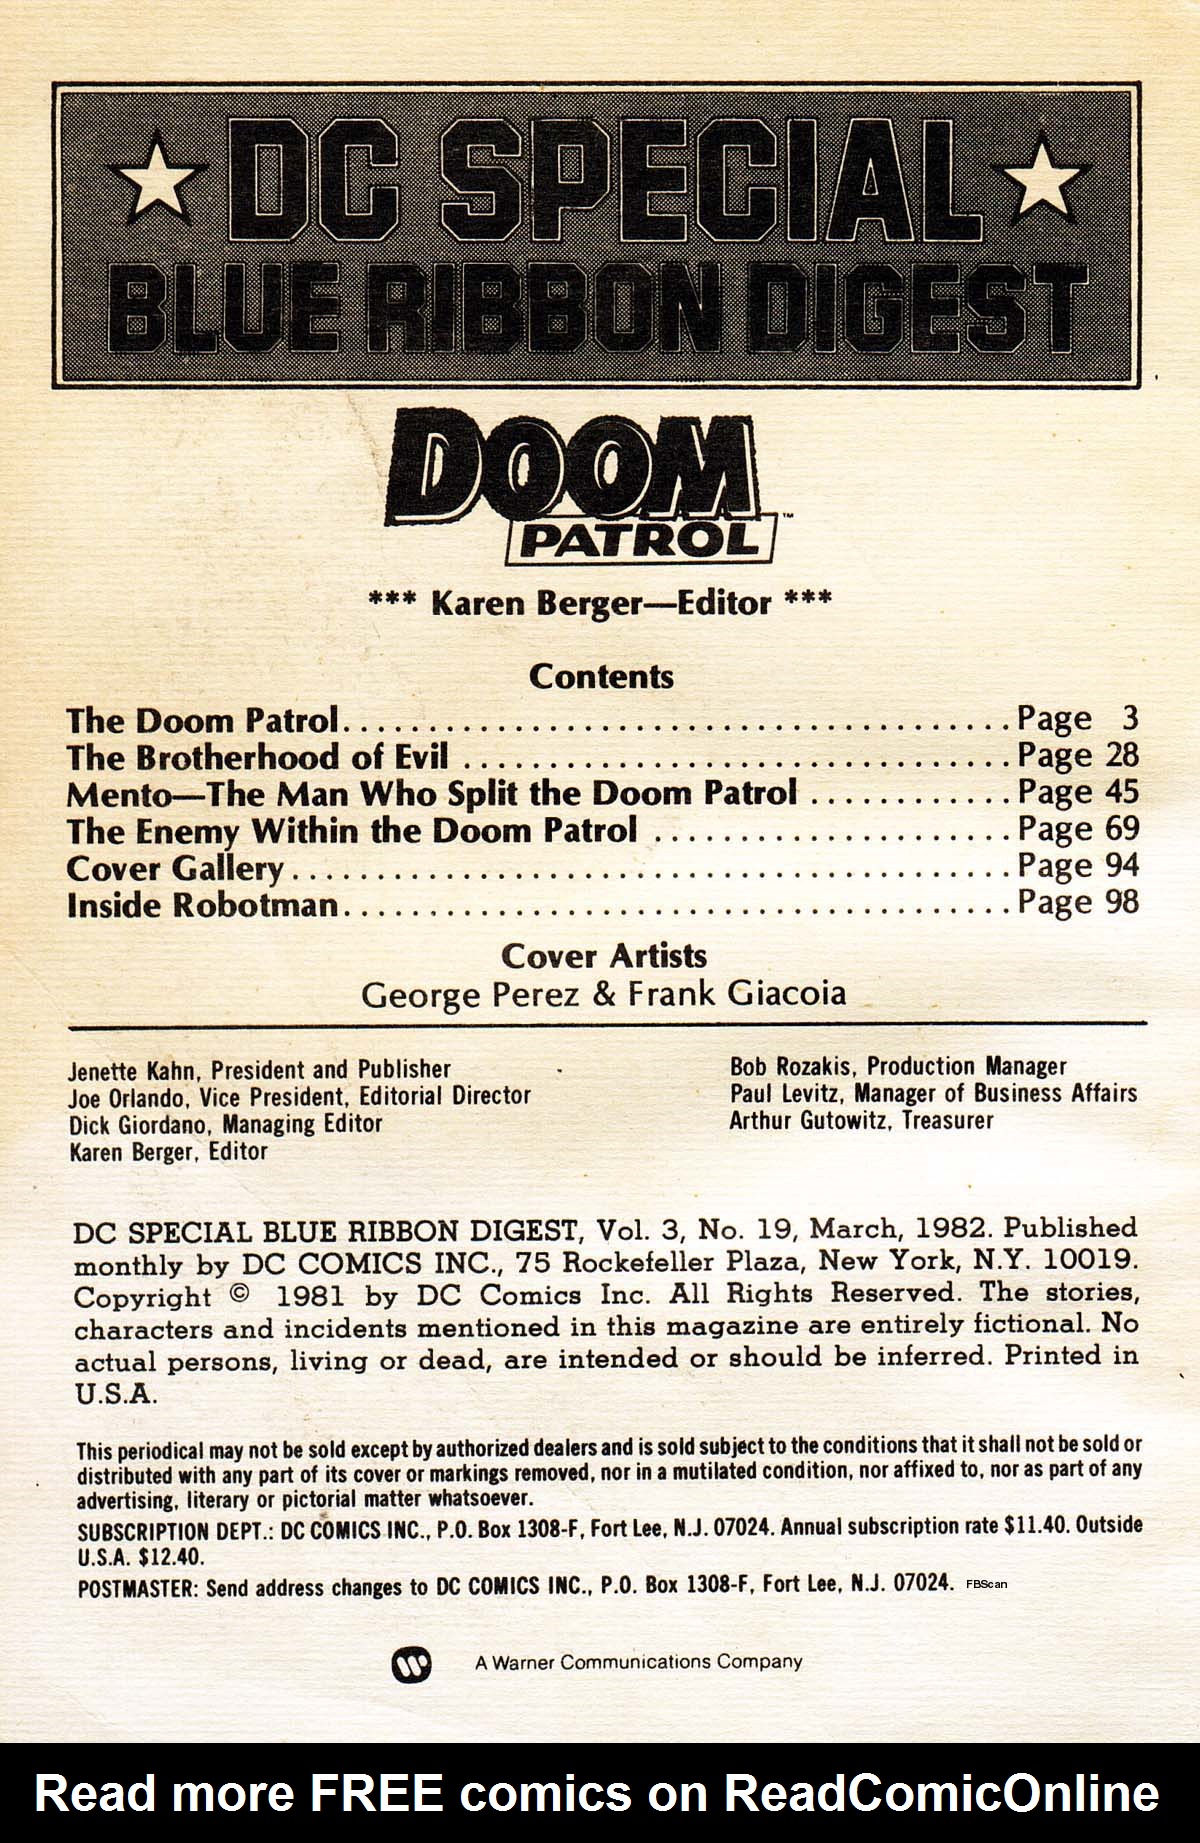 DC SPECIAL
BLUE RIBBON DIGEST
DOOM
PATROL™
*** Karen Berger—Editor ***
Contents
The Doom Patrol.......................................Page 3
The Brotherhood of Evil ................................Page 28
Mento—The Man Who Split the Doom Patrol ............Page 45
The Enemy Within the Doom Patrol .....................Page 69
Cover Gallery..........................................Page 94
Inside Robotman.......................................Page 98
Cover Artists
George Perez & Frank Giacoia
Jenette Kahn, President and Publisher
Joe Orlando, Vice President, Editorial Director
Dick Giordano, Managing Editor
Karen Berger, Editor
Bob Rozakis, Production Manager
Paul Levitz, Manager of Business Affairs
Arthur Gutowitz, Treasurer
DC SPECIAL BLUE RIBBON DIGEST, Vol. 3, No. 19, March, 1982. Published
monthly by DC COMICS INC., 75 Rockefeller Plaza, New York, N.Y. 10019.
Copyright © 1981 by DC Comics Inc. All Rights Reserved. The stories,
characters and incidents mentioned in this magazine are entirely fictional. No
actual persons, living or dead, are intended or should be inferred. Printed in
U.S.A.
This periodical may not be sold except by authorized dealers and is sold subject to the conditions that it shall not be sold or
distributed with any part of its cover or markings removed, nor in a mutilated condition, nor affixed to, nor as part of any
advertising, literary or pictorial matter whatsoever.
SUBSCRIPTION DEPT.: DC COMICS INC., P.O. Box 1308-F, Fort Lee, N.J. 07024. Annual subscription rate $11.40. Outside
U.S.A. $12.40.
POSTMASTER: Send address changes to DC COMICS INC., P.O. Box 1308-F, Fort Lee, N.J. 07024. FBScan
A Warner Communications Company
Read more FREE comics on ReadComicOnline